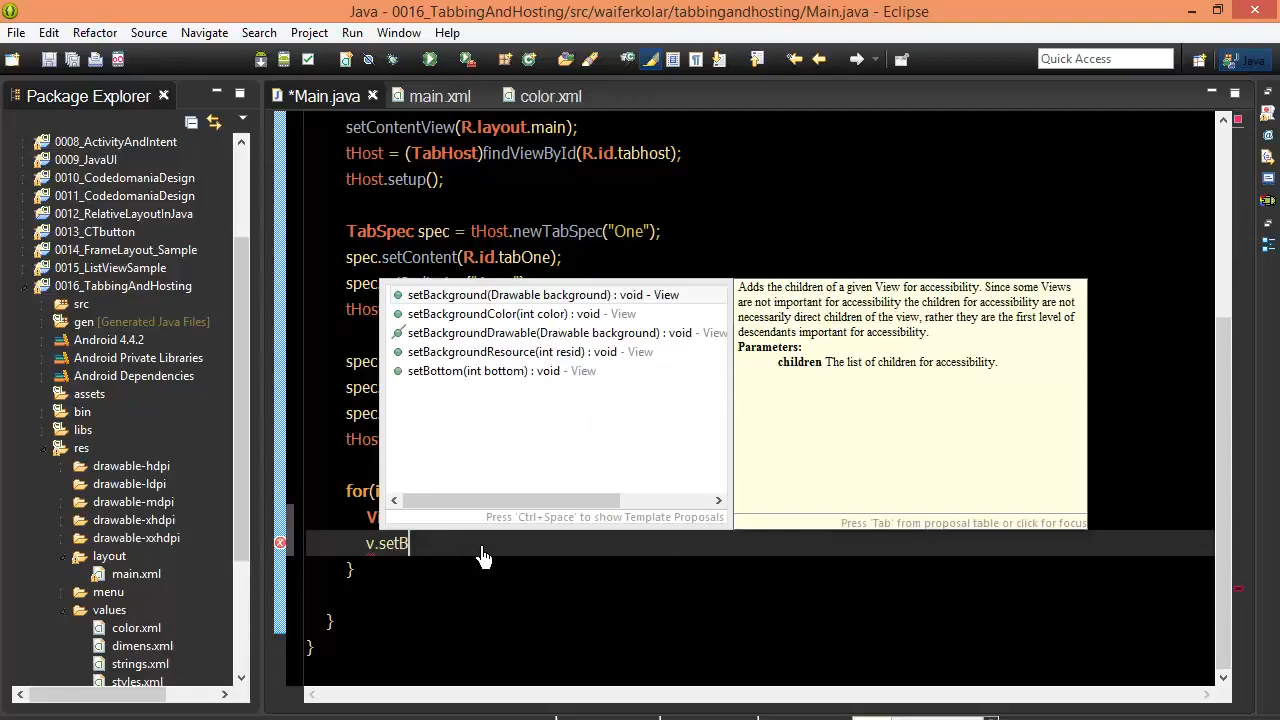 Java - 0016_TabbingAndHosting/src/waiferkolar/tabbingandhosting/Main.java - Eclipse
File Edit Refactor Source Navigate Search Project Run Window Help
Quick Access
Java
Package Explorer
*Main.java main.xml color.xml
0008_ActivityAndIntent
0009_JavaUI
0010_CodedomaniaDesign
0011_CodedomaniaDesign
0012_RelativeLayoutInJava
0013_CTbutton
0014_FrameLayout_Sample
0015_ListViewSample
0016_TabbingAndHosting
src
gen [Generated Java Files]
Android 4.4.2
Android Private Libraries
Android Dependencies
assets
bin
libs
res
drawable-hdpi
drawable-ldpi
drawable-mdpi
drawable-xhdpi
drawable-xxhdpi
layout
main.xml
menu
values
color.xml
dimens.xml
strings.xml
styles.xml
setContentView(R.layout.main);
tHost = (TabHost)findViewById(R.id.tabhost);
tHost.setup();
TabSpec spec = tHost.newTabSpec("One");
spec.setContent(R.id.tabOne);
spec.
tHost
spec.
spec.
spec.
tHost
for(i
Vi
v.setB
}
}
}
setBackground(Drawable background) : void - View
setBackgroundColor(int color) : void - View
setBackgroundDrawable(Drawable background) : void - View
setBackgroundResource(int resid) : void - View
setBottom(int bottom) : void - View
Press 'Ctrl+Space' to show Template Proposals
Adds the children of a given View for accessibility. Since some Views
are not important for accessibility the children for accessibility are not
necessarily direct children of the view, rather they are the first level of
descendants important for accessibility.
Parameters:
children The list of children for accessibility.
Press 'Tab' from proposal table or click for focus